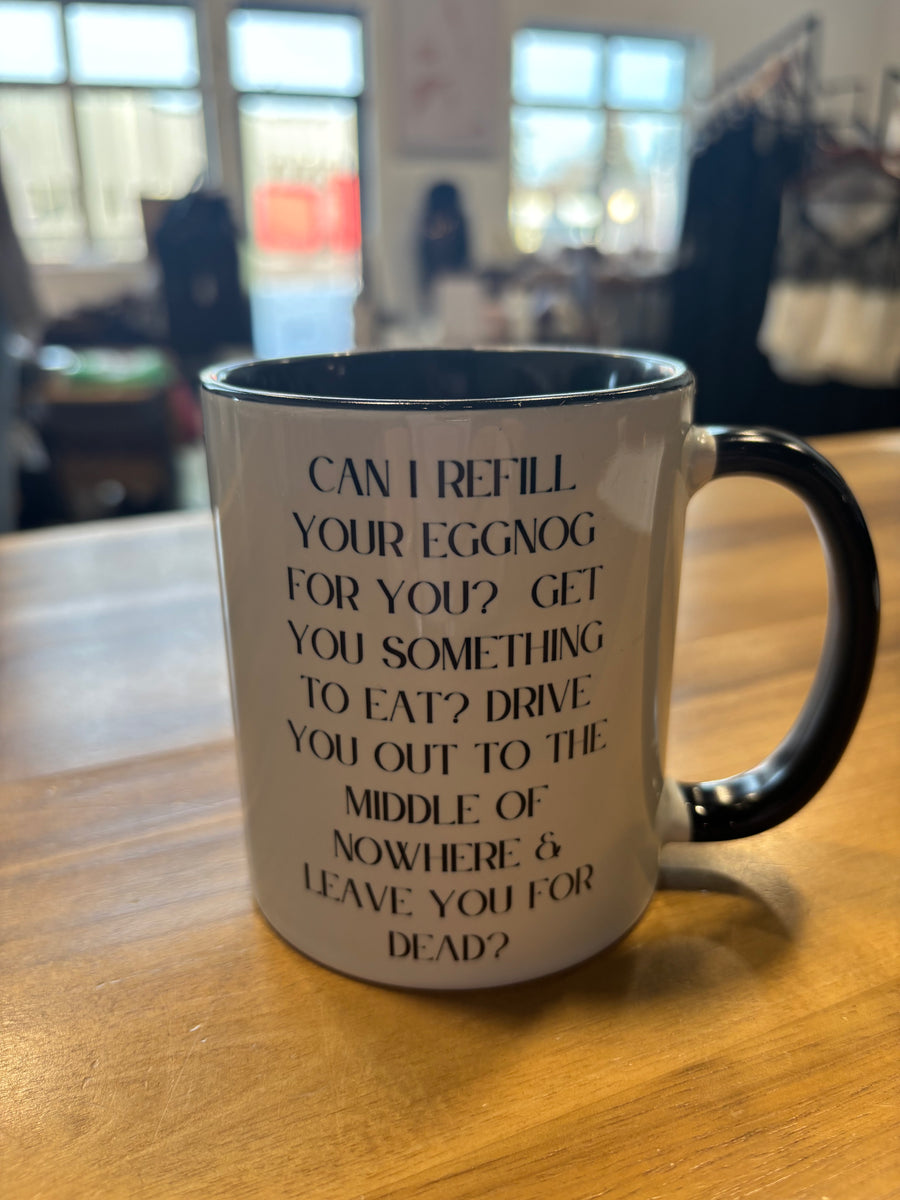 CAN I REFILL
YOUR EGGNOG
FOR YOU? GET
YOU SOMETHING
TO EAT? DRIVE
YOU OUT TO THE
MIDDLE OF
NOWHERE &
LEAVE YOU FOR
DEAD?